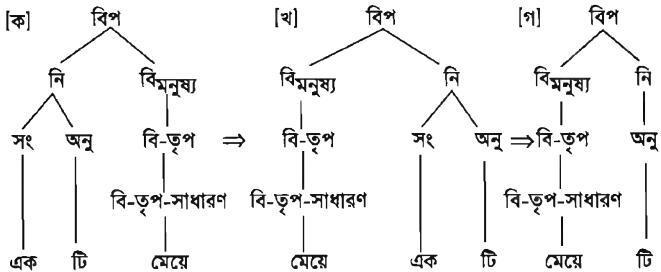 [ক] বিপ [খ] বিপ [গ] বিপ
নি বিমনুষ্য বিমনুষ্য নি বিমনুষ্য নি
সং অনু বি-তৃপ ⇒ বি-তৃপ সং অনু ⇒ বি-তৃপ অনু
বি-তৃপ-সাধারণ বি-তৃপ-সাধারণ বি-তৃপ-সাধারণ
এক টি মেয়ে মেয়ে এক টি মেয়ে টি